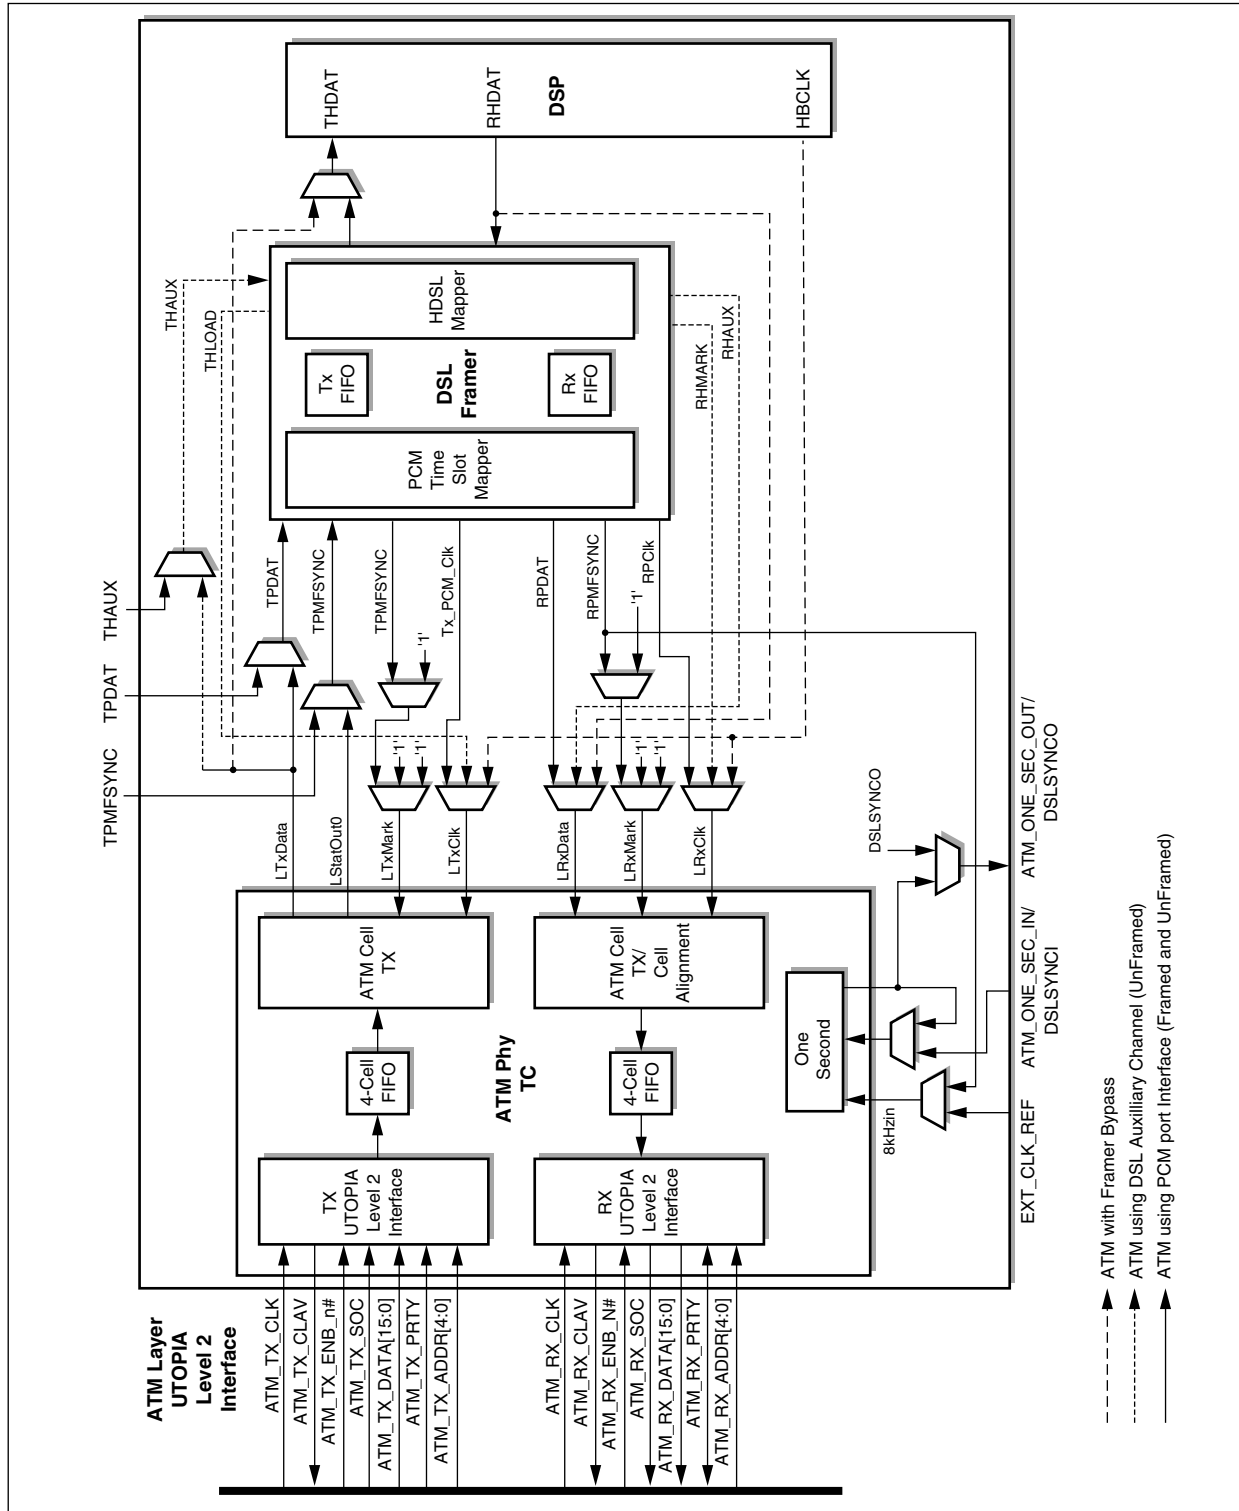 ATM Layer
UTOPIA
Level 2
Interface
ATM_TX_CLK
ATM_TX_CLAV
ATM_TX_ENB_n#
ATM_TX_SOC
ATM_TX_DATA[15:0]
ATM_TX_PRTY
ATM_TX_ADDR[4:0]
ATM_RX_CLK
ATM_RX_CLAV
ATM_RX_ENB_N#
ATM_RX_SOC
ATM_RX_DATA[15:0]
ATM_RX_PRTY
ATM_RX_ADDR[4:0]
TX
UTOPIA
Level 2
Interface
RX
UTOPIA
Level 2
Interface
4-Cell
FIFO
4-Cell
FIFO
ATM Phy
TC
ATM Cell
TX
ATM Cell
TX/
Cell
Alignment
One
Second
8kHzin
EXT_CLK_REF
ATM_ONE_SEC_IN/
DSLSYNCI
ATM_ONE_SEC_OUT/
DSLSYNCO
DSLSYNCO
LTxData
LStatOut0
LTxMark
LTxClk
LRxData
LRxMark
LRxClk
'1'
'1'
'1'
'1'
TPMFSYNC
TPDAT
THAUX
TPDAT
TPMFSYNC
TPMFSYNC
'1'
Tx_PCM_Clk
RPDAT
RPMFSYNC
'1'
RPClk
PCM
Time
Slot
Mapper
Tx
FIFO
DSL
Framer
Rx
FIFO
HDSL
Mapper
THAUX
THLOAD
RHMARK
RHAUX
THDAT
RHDAT
DSP
HBCLK
ATM with Framer Bypass
ATM using DSL Auxilliary Channel (UnFramed)
ATM using PCM port Interface (Framed and UnFramed)